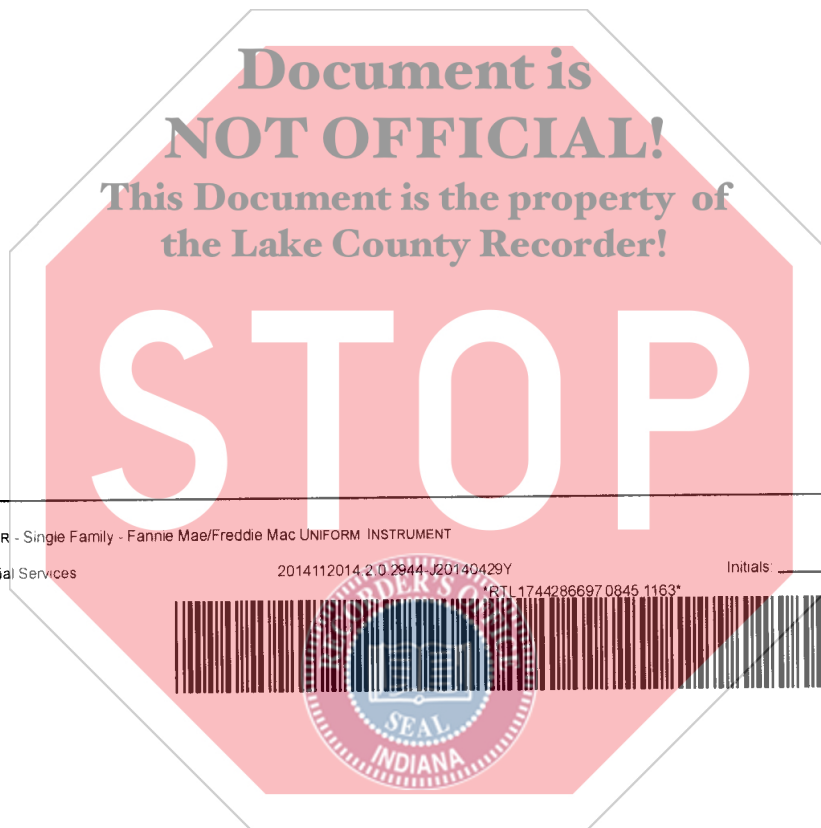 Document is
NOT OFFICIAL!
This Document is the property of
the Lake County Recorder!
STOP
R - Single Family - Fannie Mae/Freddie Mac UNIFORM INSTRUMENT
ial Services 2014112014.2.0.2944-J20140429Y Initials:
*RTL1744286697 0845 1163*
RECORDER'S OFFICE
SEAL
INDIANA